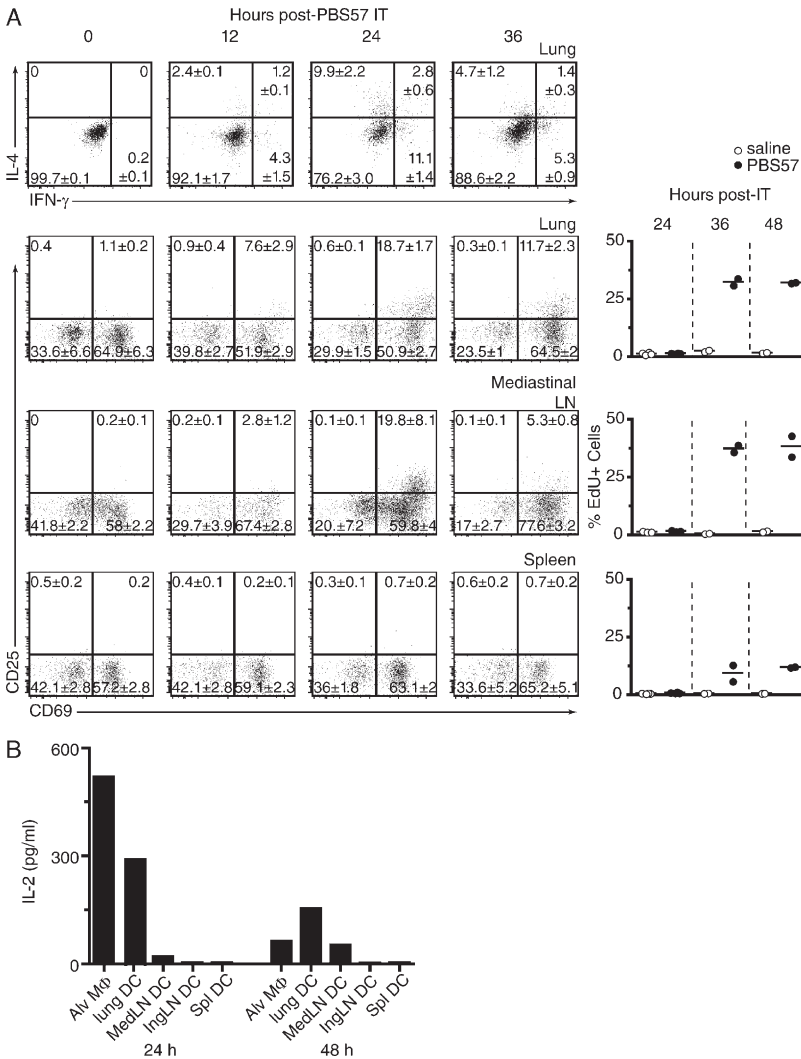 A
Hours post-PBS57 IT
0 12 24 36
Lung
0 0 2.4±0.1 1.2 9.9±2.2 2.8 4.7±1.2 1.4
±0.1 ±0.6 ±0.3
0.2 4.3 11.1 5.3
99.7±0.1 ±0.1 92.1±1.7 ±1.5 76.2±3.0 ±1.4 88.6±2.2 ±0.9
IL-4
IFN-γ
saline
PBS57
Hours post-IT
24 36 48
Lung
0.4 1.1±0.2 0.9±0.4 7.6±2.9 0.6±0.1 18.7±1.7 0.3±0.1 11.7±2.3
33.6±6.6 64.9±6.3 39.8±2.7 51.9±2.9 29.9±1.5 50.9±2.7 23.5±1 64.5±2
50
25
0
Mediastinal
LN
0 0.2±0.1 0.2±0.1 2.8±1.2 0.1±0.1 19.8±8.1 0.1±0.1 5.3±0.8
41.8±2.2 58±2.2 29.7±3.9 67.4±2.8 20.±7.2 59.8±4 17±2.7 77.6±3.2
50
25
0
% EdU+ Cells
Spleen
0.5±0.2 0.2 0.4±0.1 0.2±0.1 0.3±0.1 0.7±0.2 0.6±0.2 0.7±0.2
42.1±2.8 57.2±2.8 42.1±2.8 59.1±2.3 36±1.8 63.1±2 33.6±5.2 65.2±5.1
50
25
0
CD25
CD69
B
600
300
0
IL-2 (pg/ml)
Alv MΦ lung DC MedLN DC IngLN DC Spl DC Alv MΦ lung DC MedLN DC IngLN DC Spl DC
24 h 48 h